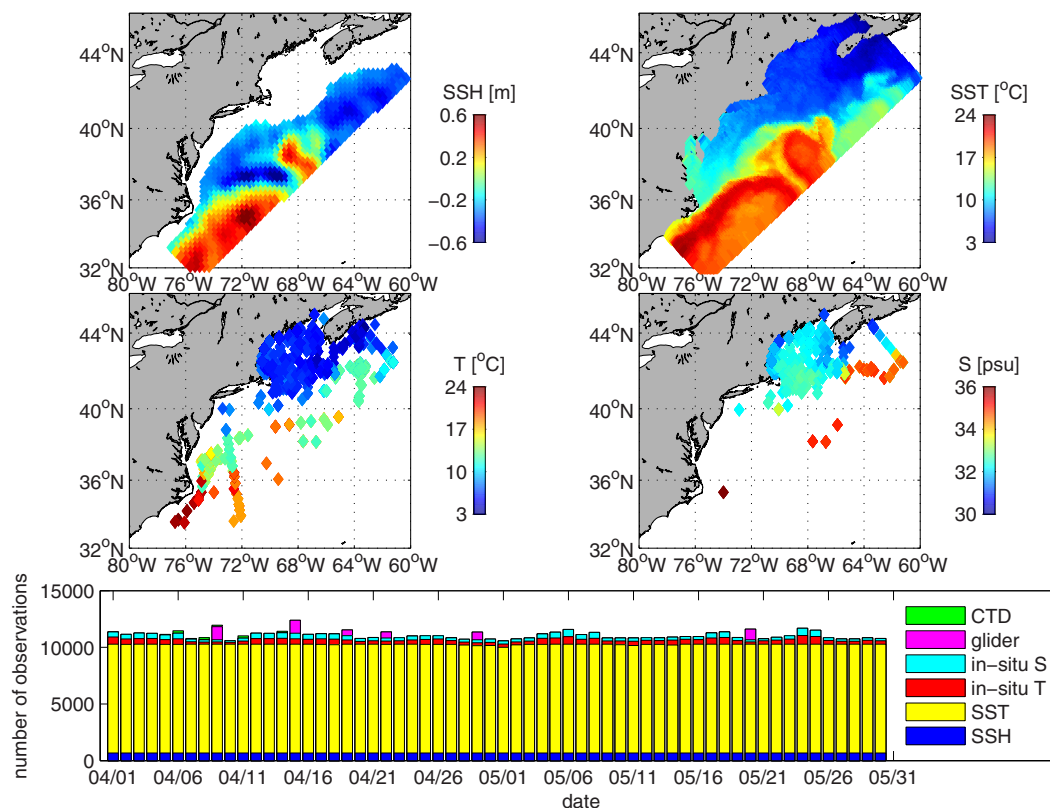 44°N
40°N
36°N
32°N
80°W 76°W 72°W 68°W 64°W 60°W
SSH [m]
0.6
0.2
−0.2
−0.6
44°N
40°N
36°N
32°N
80°W 76°W 72°W 68°W 64°W 60°W
SST [°C]
24
17
10
3
44°N
40°N
36°N
32°N
80°W 76°W 72°W 68°W 64°W 60°W
T [°C]
24
17
10
3
44°N
40°N
36°N
32°N
80°W 76°W 72°W 68°W 64°W 60°W
S [psu]
36
34
32
30
number of observations
15000
10000
5000
0
04/01 04/06 04/11 04/16 04/21 04/26 05/01 05/06 05/11 05/16 05/21 05/26 05/31
date
CTD
glider
in-situ S
in-situ T
SST
SSH